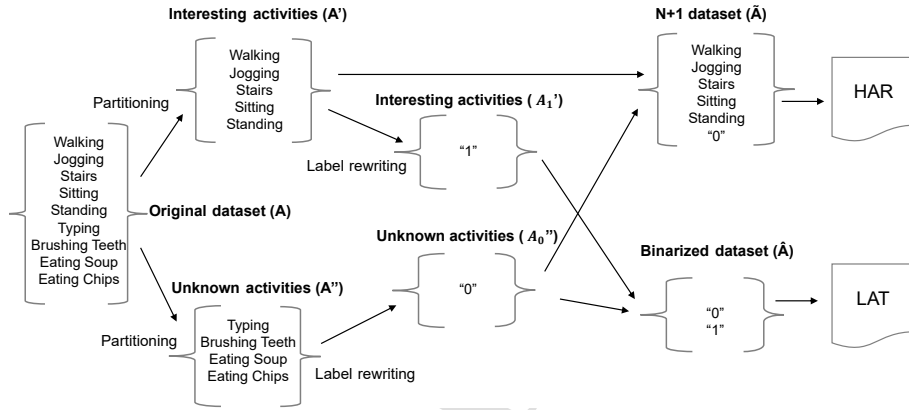 Interesting activities (A’)
Walking
Jogging
Stairs
Sitting
Standing
Partitioning
N+1 dataset (Ã)
Walking
Jogging
Stairs
Sitting
Standing
“0”
HAR
Interesting activities ( A₁’)
“1”
Label rewriting
Walking
Jogging
Stairs
Sitting
Standing
Typing
Brushing Teeth
Eating Soup
Eating Chips
Original dataset (A)
Unknown activities ( A₀”)
“0”
Binarized dataset (Â)
“0”
“1”
LAT
Unknown activities (A”)
Typing
Brushing Teeth
Eating Soup
Eating Chips
Partitioning
Label rewriting